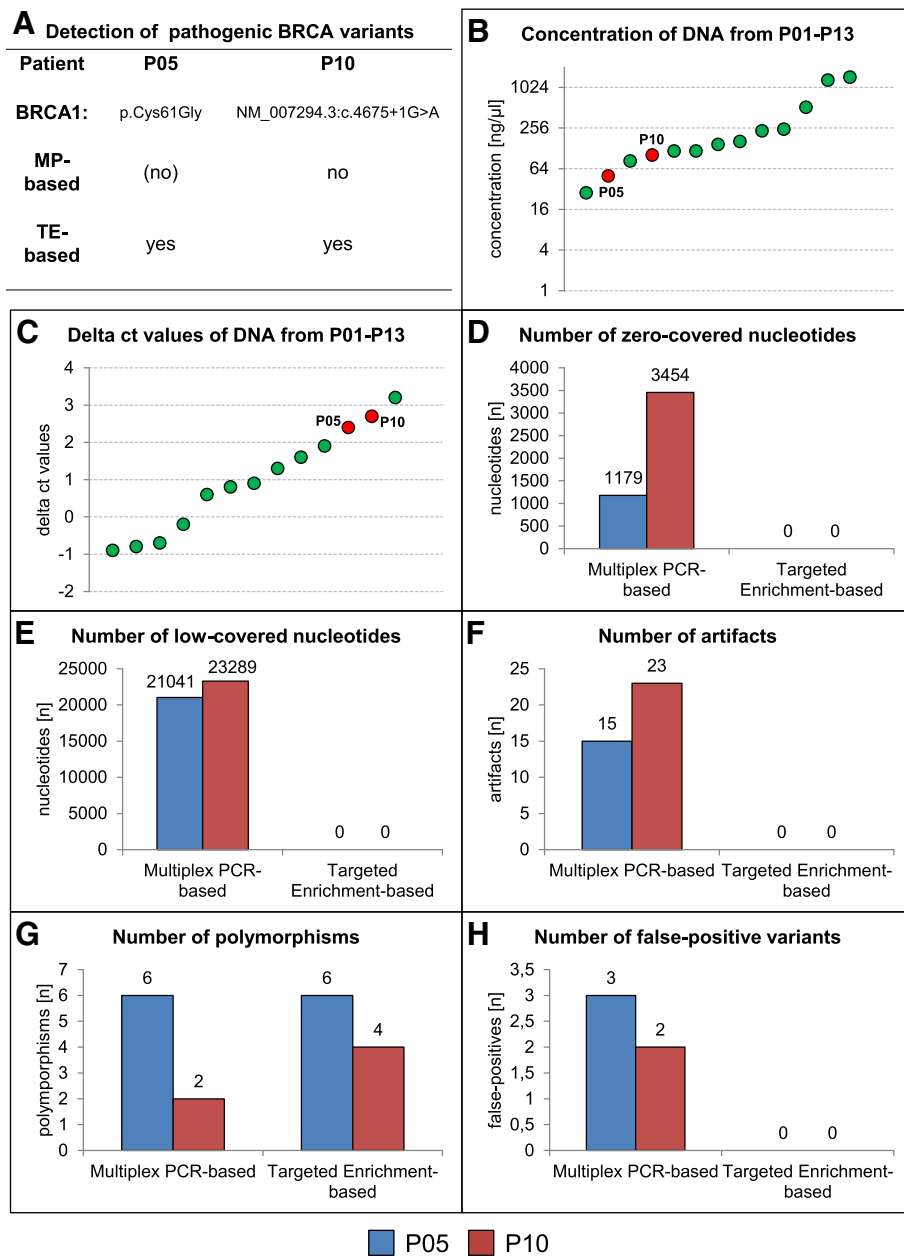 A Detection of pathogenic BRCA variants
Patient P05 P10
BRCA1: p.Cys61Gly NM_007294.3:c.4675+1G>A
MP-
based (no) no
TE-
based yes yes
B Concentration of DNA from P01-P13
concentration [ng/µl]
1024
256
64
16
4
1
P05
P10
C Delta ct values of DNA from P01-P13
delta ct values
4
3
2
1
0
-1
-2
P05
P10
D Number of zero-covered nucleotides
nucleotides [n]
4000
3500
3000
2500
2000
1500
1000
500
0
1179
3454
0 0
Multiplex PCR-
based
Targeted
Enrichment-based
E Number of low-covered nucleotides
nucleotides [n]
25000
20000
15000
10000
5000
0
21041
23289
0 0
Multiplex PCR-
based
Targeted
Enrichment-based
F Number of artifacts
artifacts [n]
25
20
15
10
5
0
15
23
0 0
Multiplex PCR-based
Targeted
Enrichment-based
G Number of polymorphisms
polymporphisms [n]
7
6
5
4
3
2
1
0
6
2
6
4
Multiplex PCR-based
Targeted Enrichment-
based
H Number of false-positive variants
false-positives [n]
3,5
3
2,5
2
1,5
1
0,5
0
3
2
0 0
Multiplex PCR-based
Targeted Enrichment-
based
P05 P10